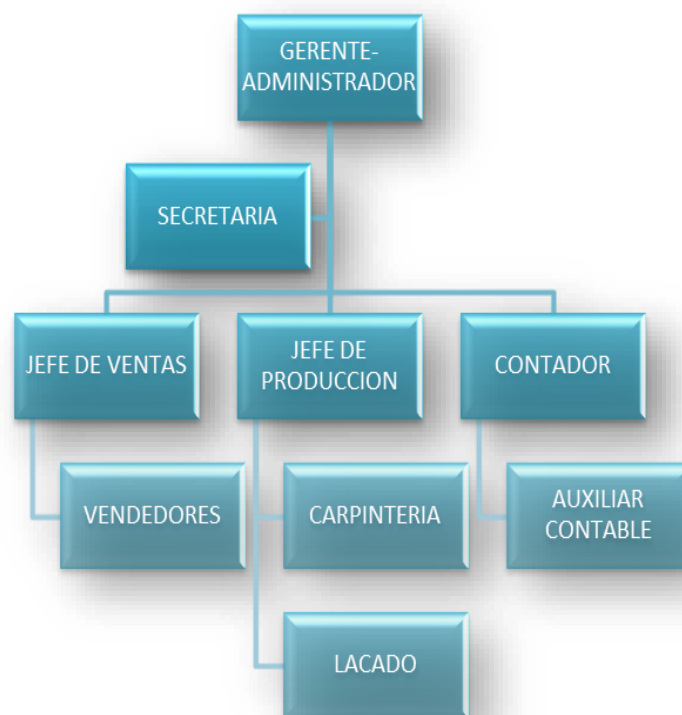 GERENTE-
ADMINISTRADOR
SECRETARIA
JEFE DE VENTAS
JEFE DE
PRODUCCION
CONTADOR
VENDEDORES
CARPINTERIA
AUXILIAR
CONTABLE
LACADO